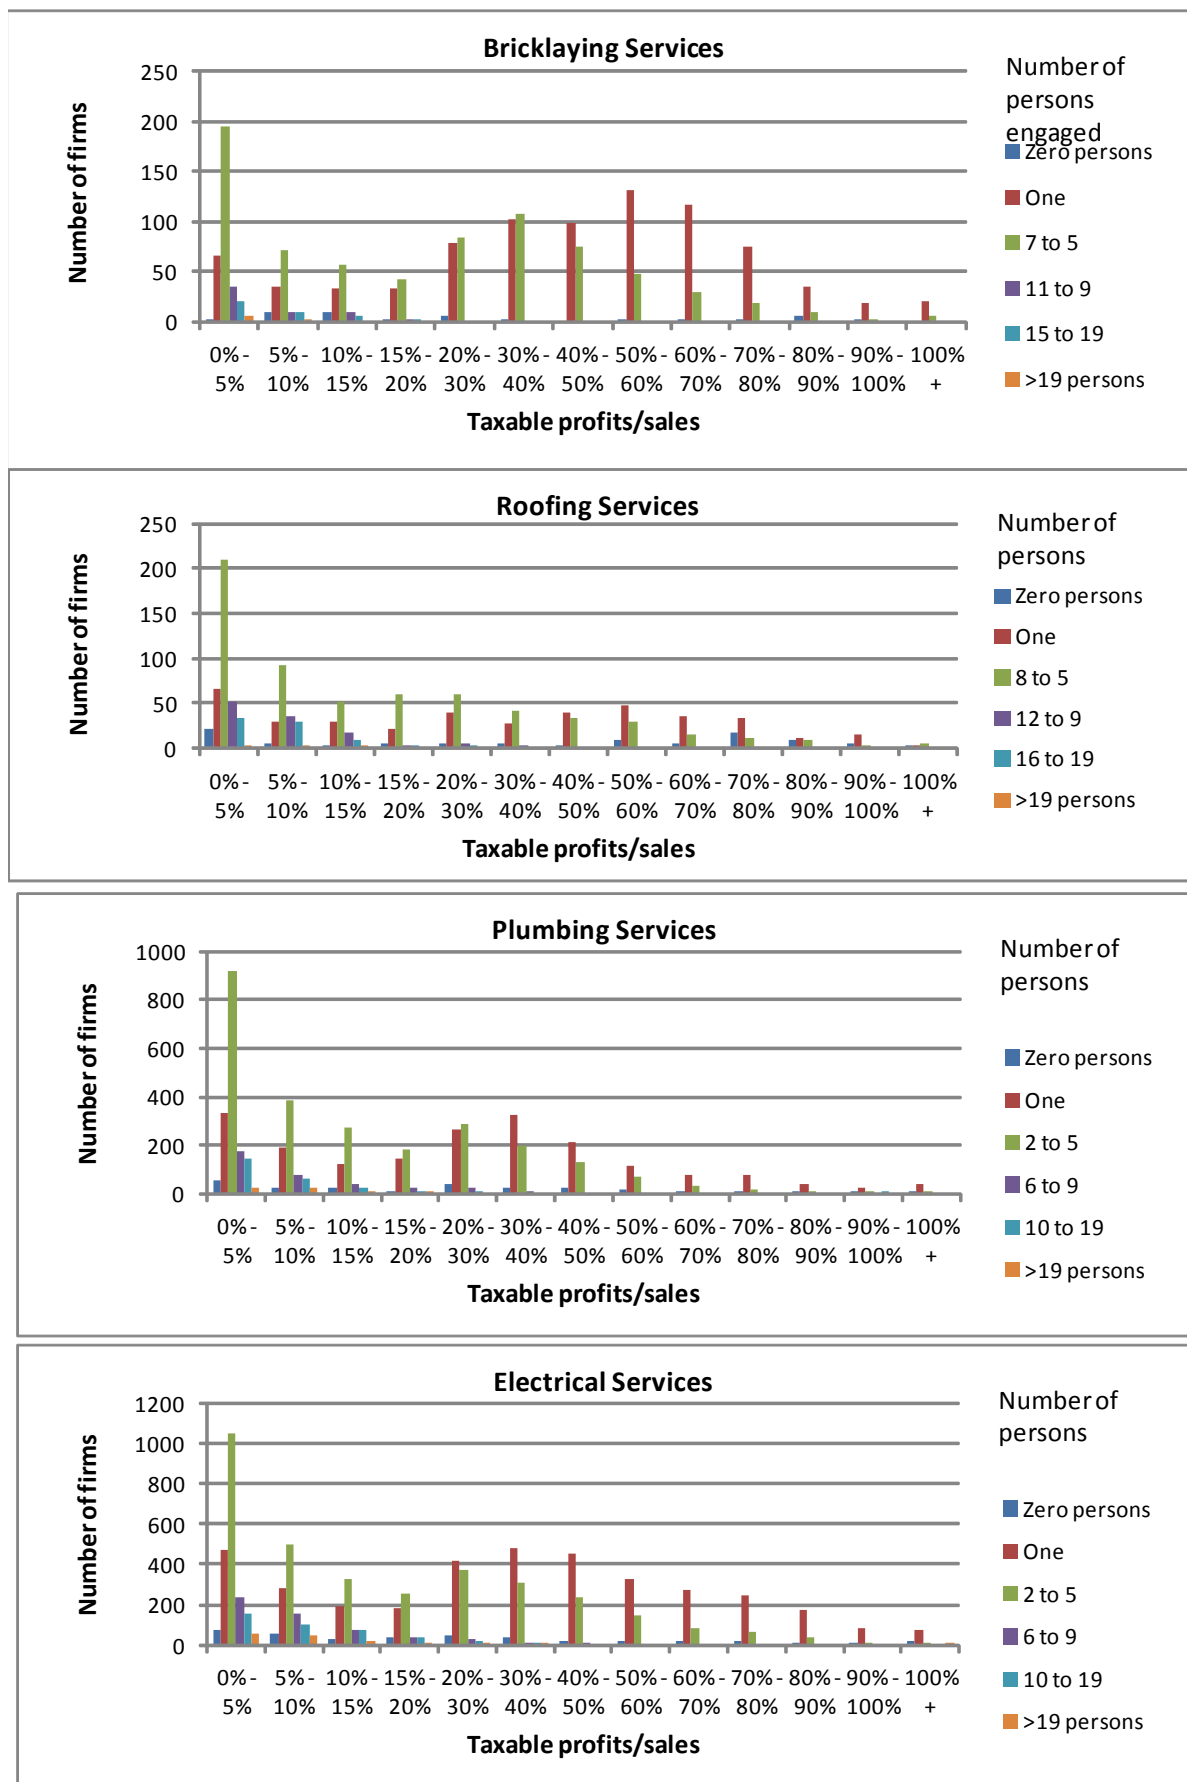 Bricklaying Services
Number of firms
250
200
150
100
50
0
0% - 5% - 10% - 15% - 20% - 30% - 40% - 50% - 60% - 70% - 80% - 90% - 100%
5% 10% 15% 20% 30% 40% 50% 60% 70% 80% 90% 100% +
Taxable profits/sales
Number of
persons
engaged
Zero persons
One
7 to 5
11 to 9
15 to 19
>19 persons
Roofing Services
Number of firms
250
200
150
100
50
0
0% - 5% - 10% - 15% - 20% - 30% - 40% - 50% - 60% - 70% - 80% - 90% - 100%
5% 10% 15% 20% 30% 40% 50% 60% 70% 80% 90% 100% +
Taxable profits/sales
Number of
persons
Zero persons
One
8 to 5
12 to 9
16 to 19
>19 persons
Plumbing Services
Number of firms
1000
800
600
400
200
0
0% - 5% - 10% - 15% - 20% - 30% - 40% - 50% - 60% - 70% - 80% - 90% - 100%
5% 10% 15% 20% 30% 40% 50% 60% 70% 80% 90% 100% +
Taxable profits/sales
Number of
persons
Zero persons
One
2 to 5
6 to 9
10 to 19
>19 persons
Electrical Services
Number of firms
1200
1000
800
600
400
200
0
0% - 5% - 10% - 15% - 20% - 30% - 40% - 50% - 60% - 70% - 80% - 90% - 100%
5% 10% 15% 20% 30% 40% 50% 60% 70% 80% 90% 100% +
Taxable profits/sales
Number of
persons
Zero persons
One
2 to 5
6 to 9
10 to 19
>19 persons